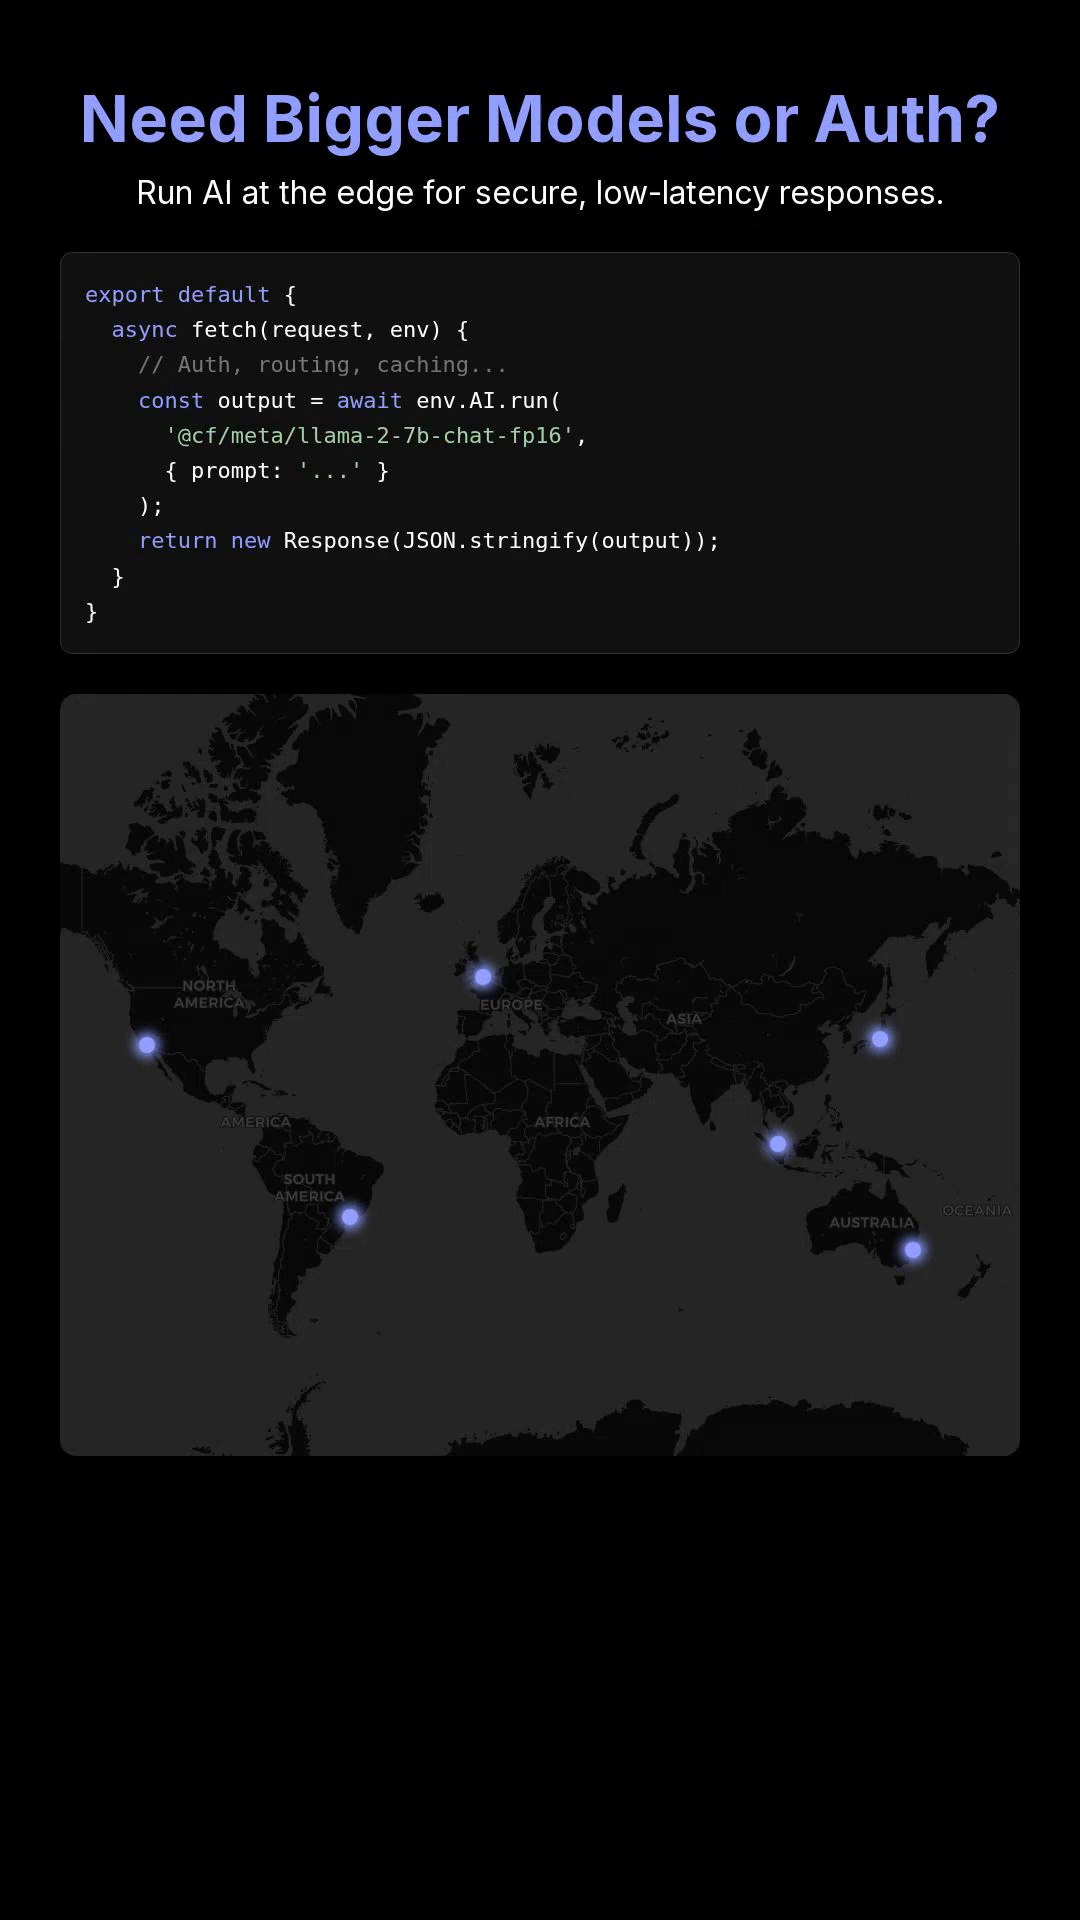 Need Bigger Models or Auth?
Run AI at the edge for secure, low-latency responses.
export default {
  async fetch(request, env) {
    // Auth, routing, caching...
    const output = await env.AI.run(
      '@cf/meta/llama-2-7b-chat-fp16',
      { prompt: '...' }
    );
    return new Response(JSON.stringify(output));
  }
}
NORTH
AMERICA
EUROPE
ASIA
AMERICA
AFRICA
SOUTH
AMERICA
OCEANIA
AUSTRALIA